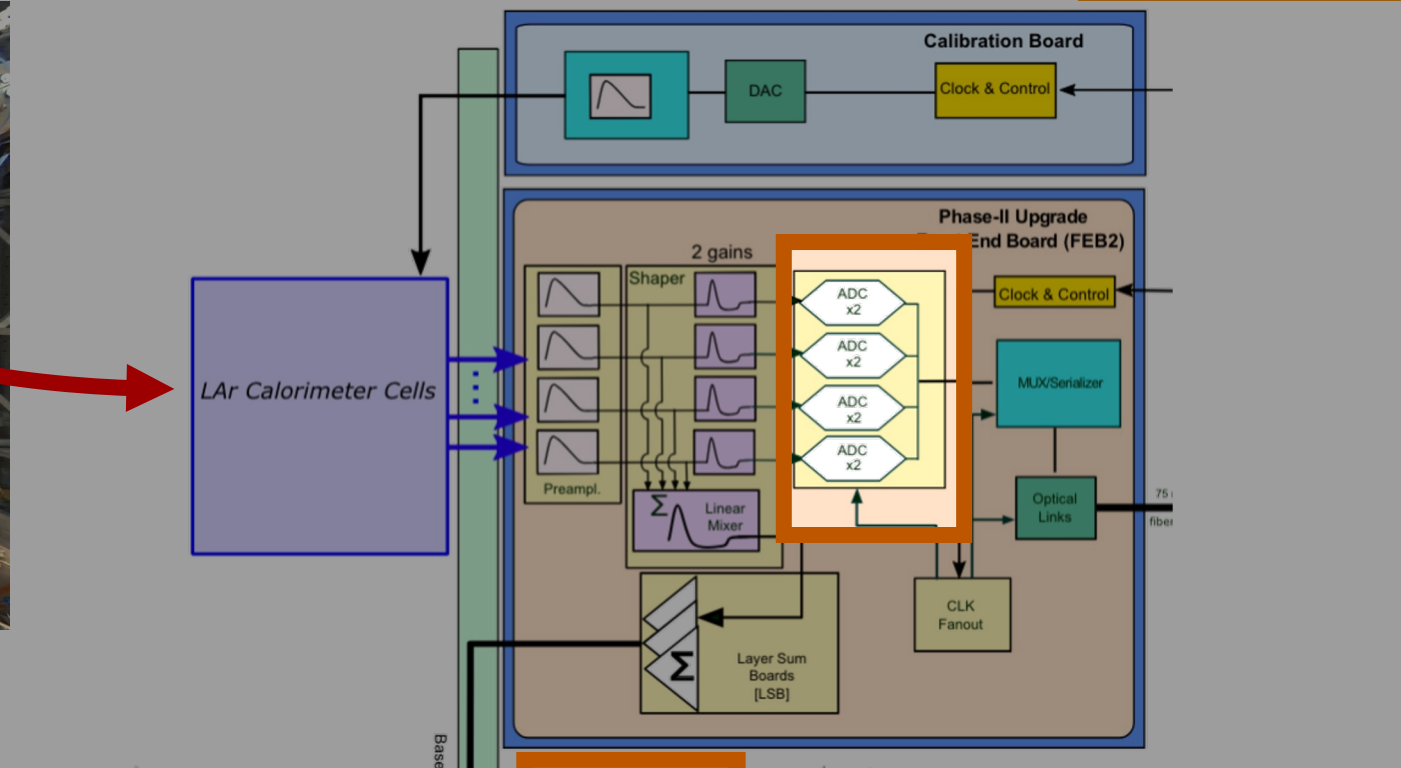 Calibration Board
DAC
Clock & Control
Phase-II Upgrade
End Board (FEB2)
2 gains
Shaper
ADC
x2
ADC
x2
ADC
x2
ADC
x2
Clock & Control
MUX/Serializer
LAr Calorimeter Cells
Preampl.
Σ
Linear
Mixer
Optical
Links
75
fiber
CLK
Fanout
Σ
Layer Sum
Boards
[LSB]
Base